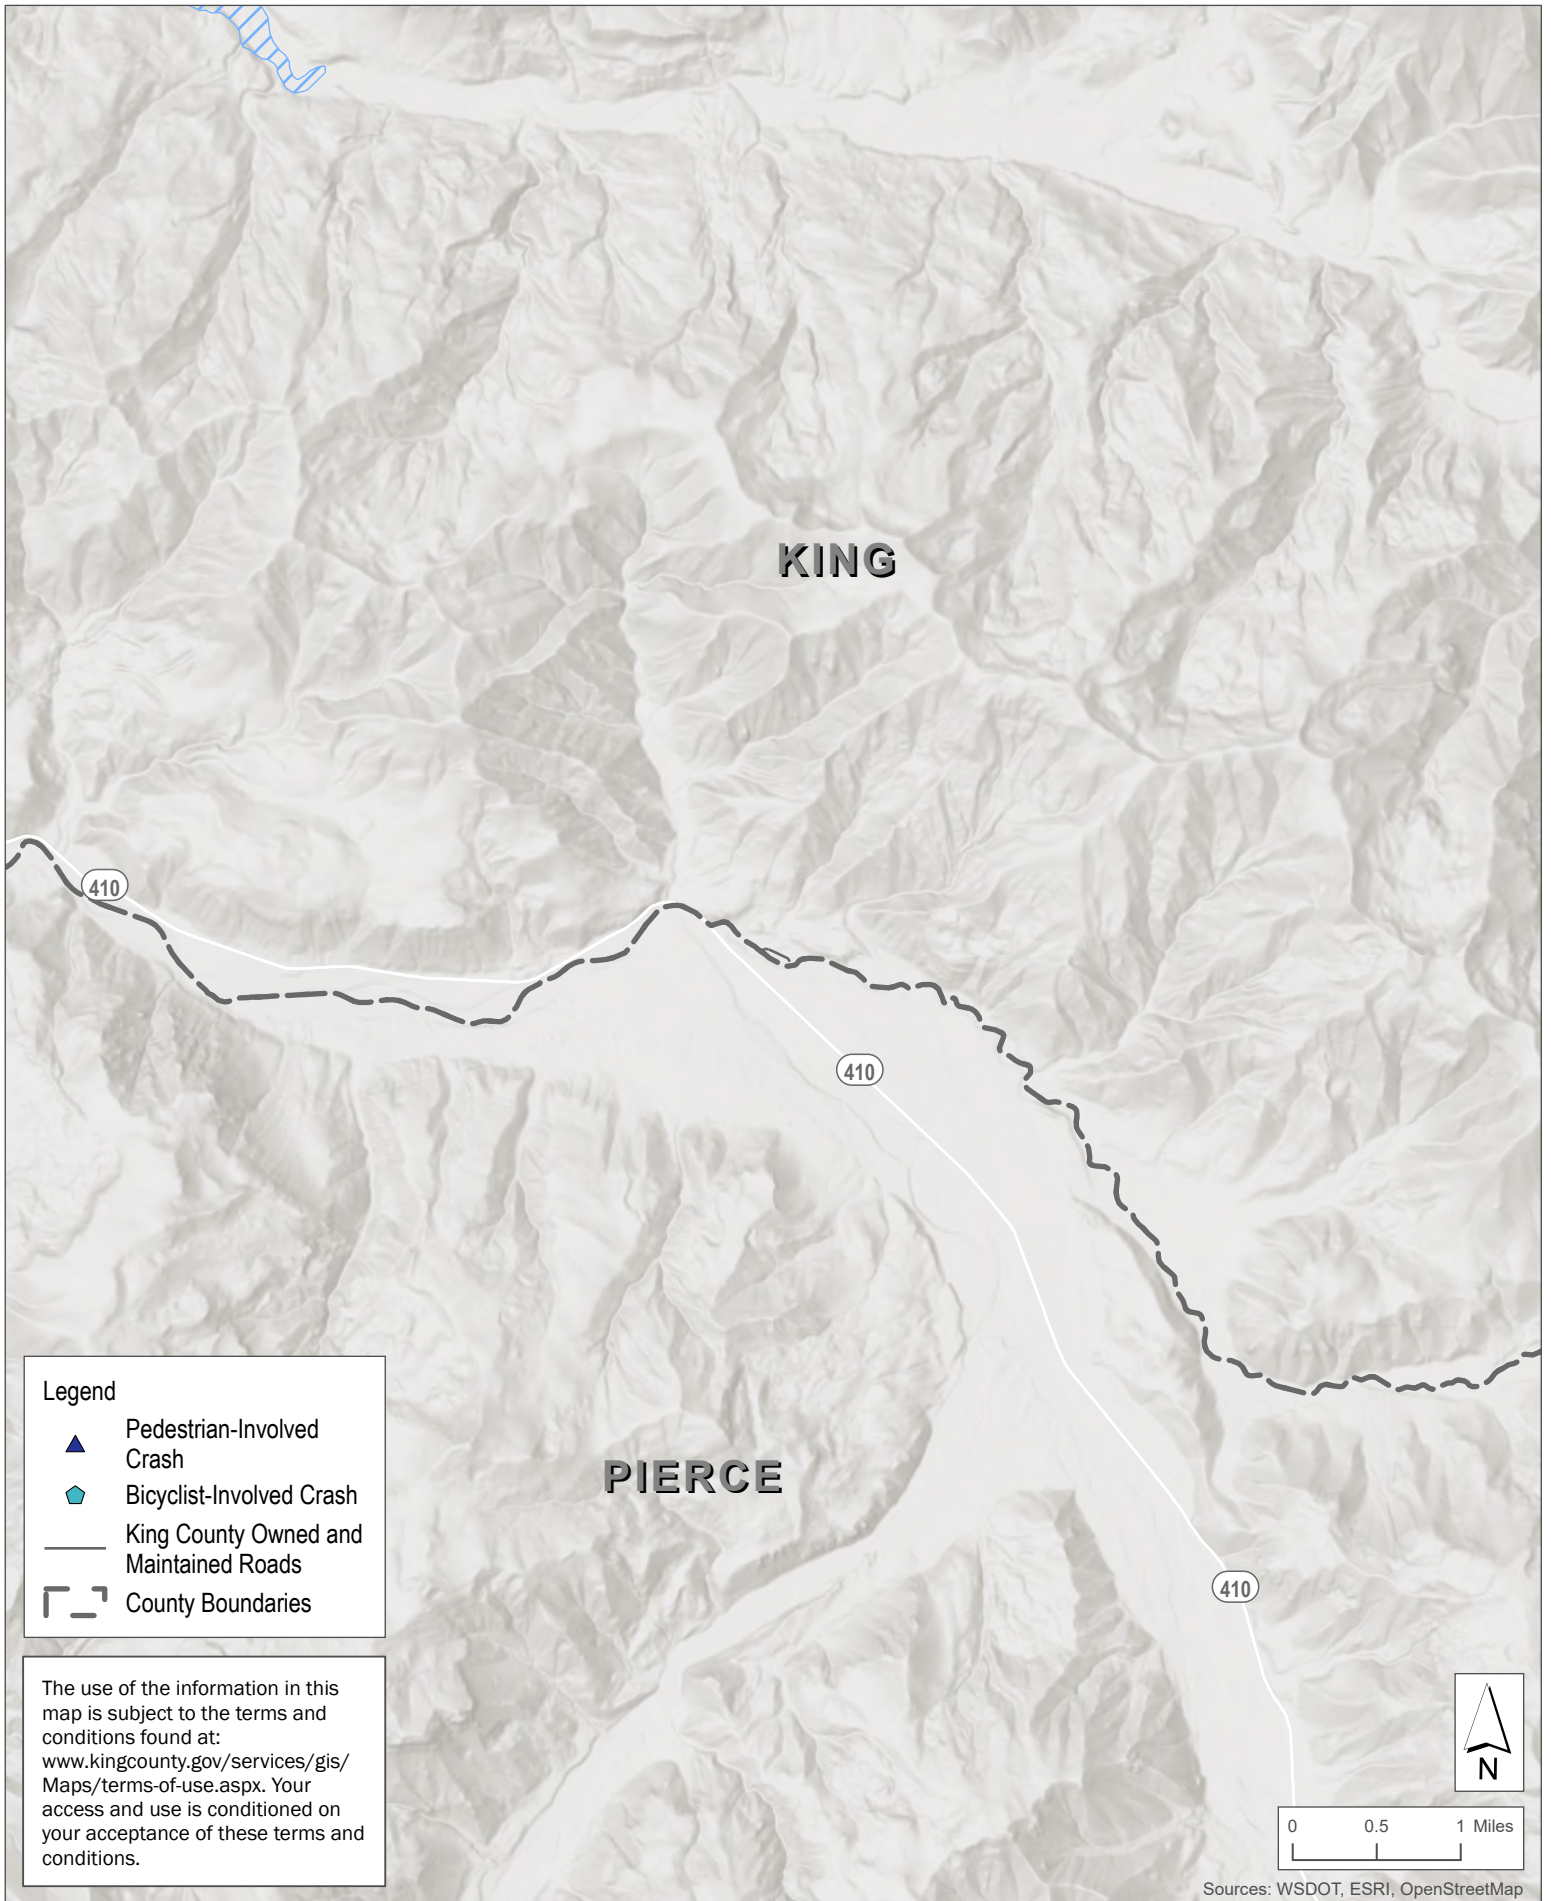 KING
410
410
PIERCE
410
Legend
Pedestrian-Involved
Crash
Bicyclist-Involved Crash
King County Owned and
Maintained Roads
County Boundaries
The use of the information in this
map is subject to the terms and
conditions found at:
www.kingcounty.gov/services/gis/
Maps/terms-of-use.aspx. Your
access and use is conditioned on
your acceptance of these terms and
conditions.
N
0 0.5 1 Miles
Sources: WSDOT, ESRI, OpenStreetMap